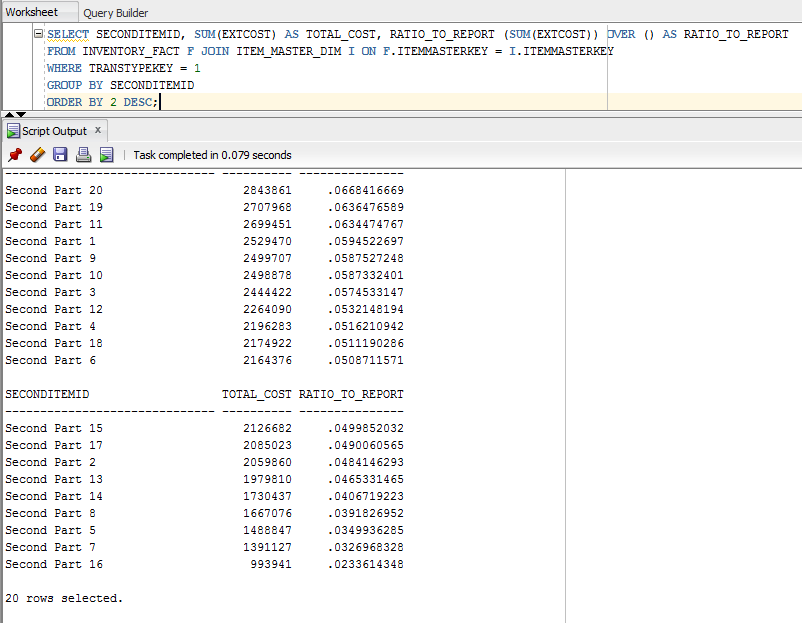 Worksheet Query Builder
SELECT SECONDITEMID, SUM(EXTCOST) AS TOTAL_COST, RATIO_TO_REPORT (SUM(EXTCOST)) OVER () AS RATIO_TO_REPORT
FROM INVENTORY_FACT F JOIN ITEM_MASTER_DIM I ON F.ITEMMASTERKEY = I.ITEMMASTERKEY
WHERE TRANSTYPEKEY = 1
GROUP BY SECONDITEMID
ORDER BY 2 DESC;
Script Output x
Task completed in 0.079 seconds
------------------------------ ---------- ---------------
Second Part 20 2843861 .0668416669
Second Part 19 2707968 .0636476589
Second Part 11 2699451 .0634474767
Second Part 1 2529470 .0594522697
Second Part 9 2499707 .0587527248
Second Part 10 2498878 .0587332401
Second Part 3 2444422 .0574533147
Second Part 12 2264090 .0532148194
Second Part 4 2196283 .0516210942
Second Part 18 2174922 .0511190286
Second Part 6 2164376 .0508711571
SECONDITEMID TOTAL_COST RATIO_TO_REPORT
------------------------------ ---------- ---------------
Second Part 15 2126682 .0499852032
Second Part 17 2085023 .0490060565
Second Part 2 2059860 .0484146293
Second Part 13 1979810 .0465331465
Second Part 14 1730437 .0406719223
Second Part 8 1667076 .0391826952
Second Part 5 1488847 .0349936285
Second Part 7 1391127 .0326968328
Second Part 16 993941 .0233614348
20 rows selected.